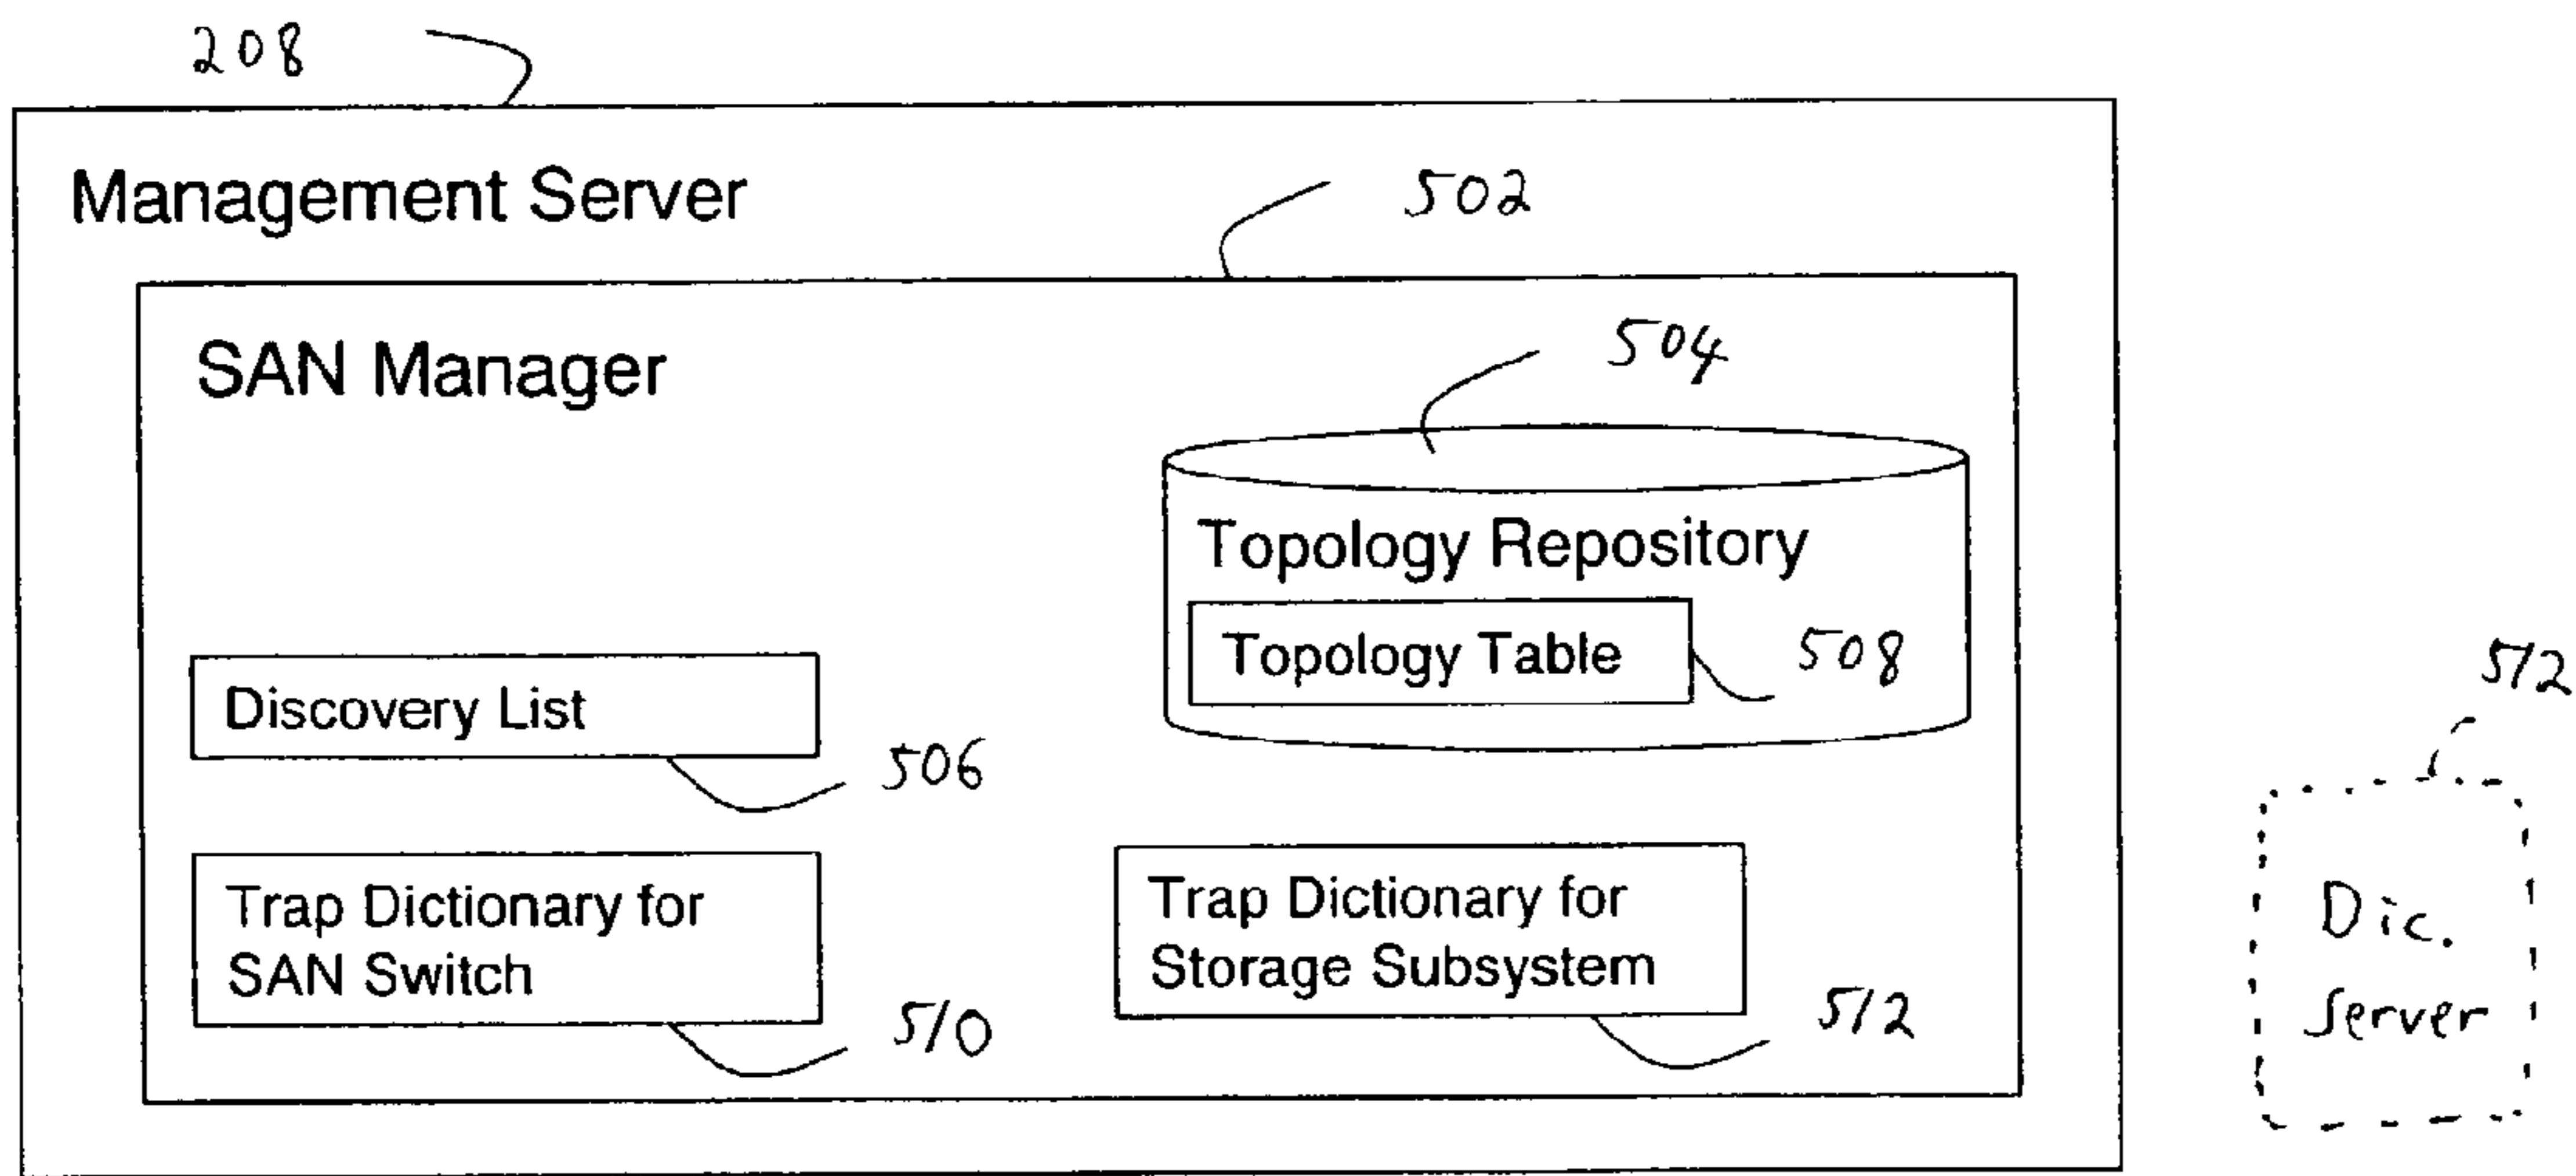 208
Management Server
502
SAN Manager
504
Topology Repository
Topology Table
508
512
Discovery List
506
Dic.
Server
Trap Dictionary for
SAN Switch
510
Trap Dictionary for
Storage Subsystem
512